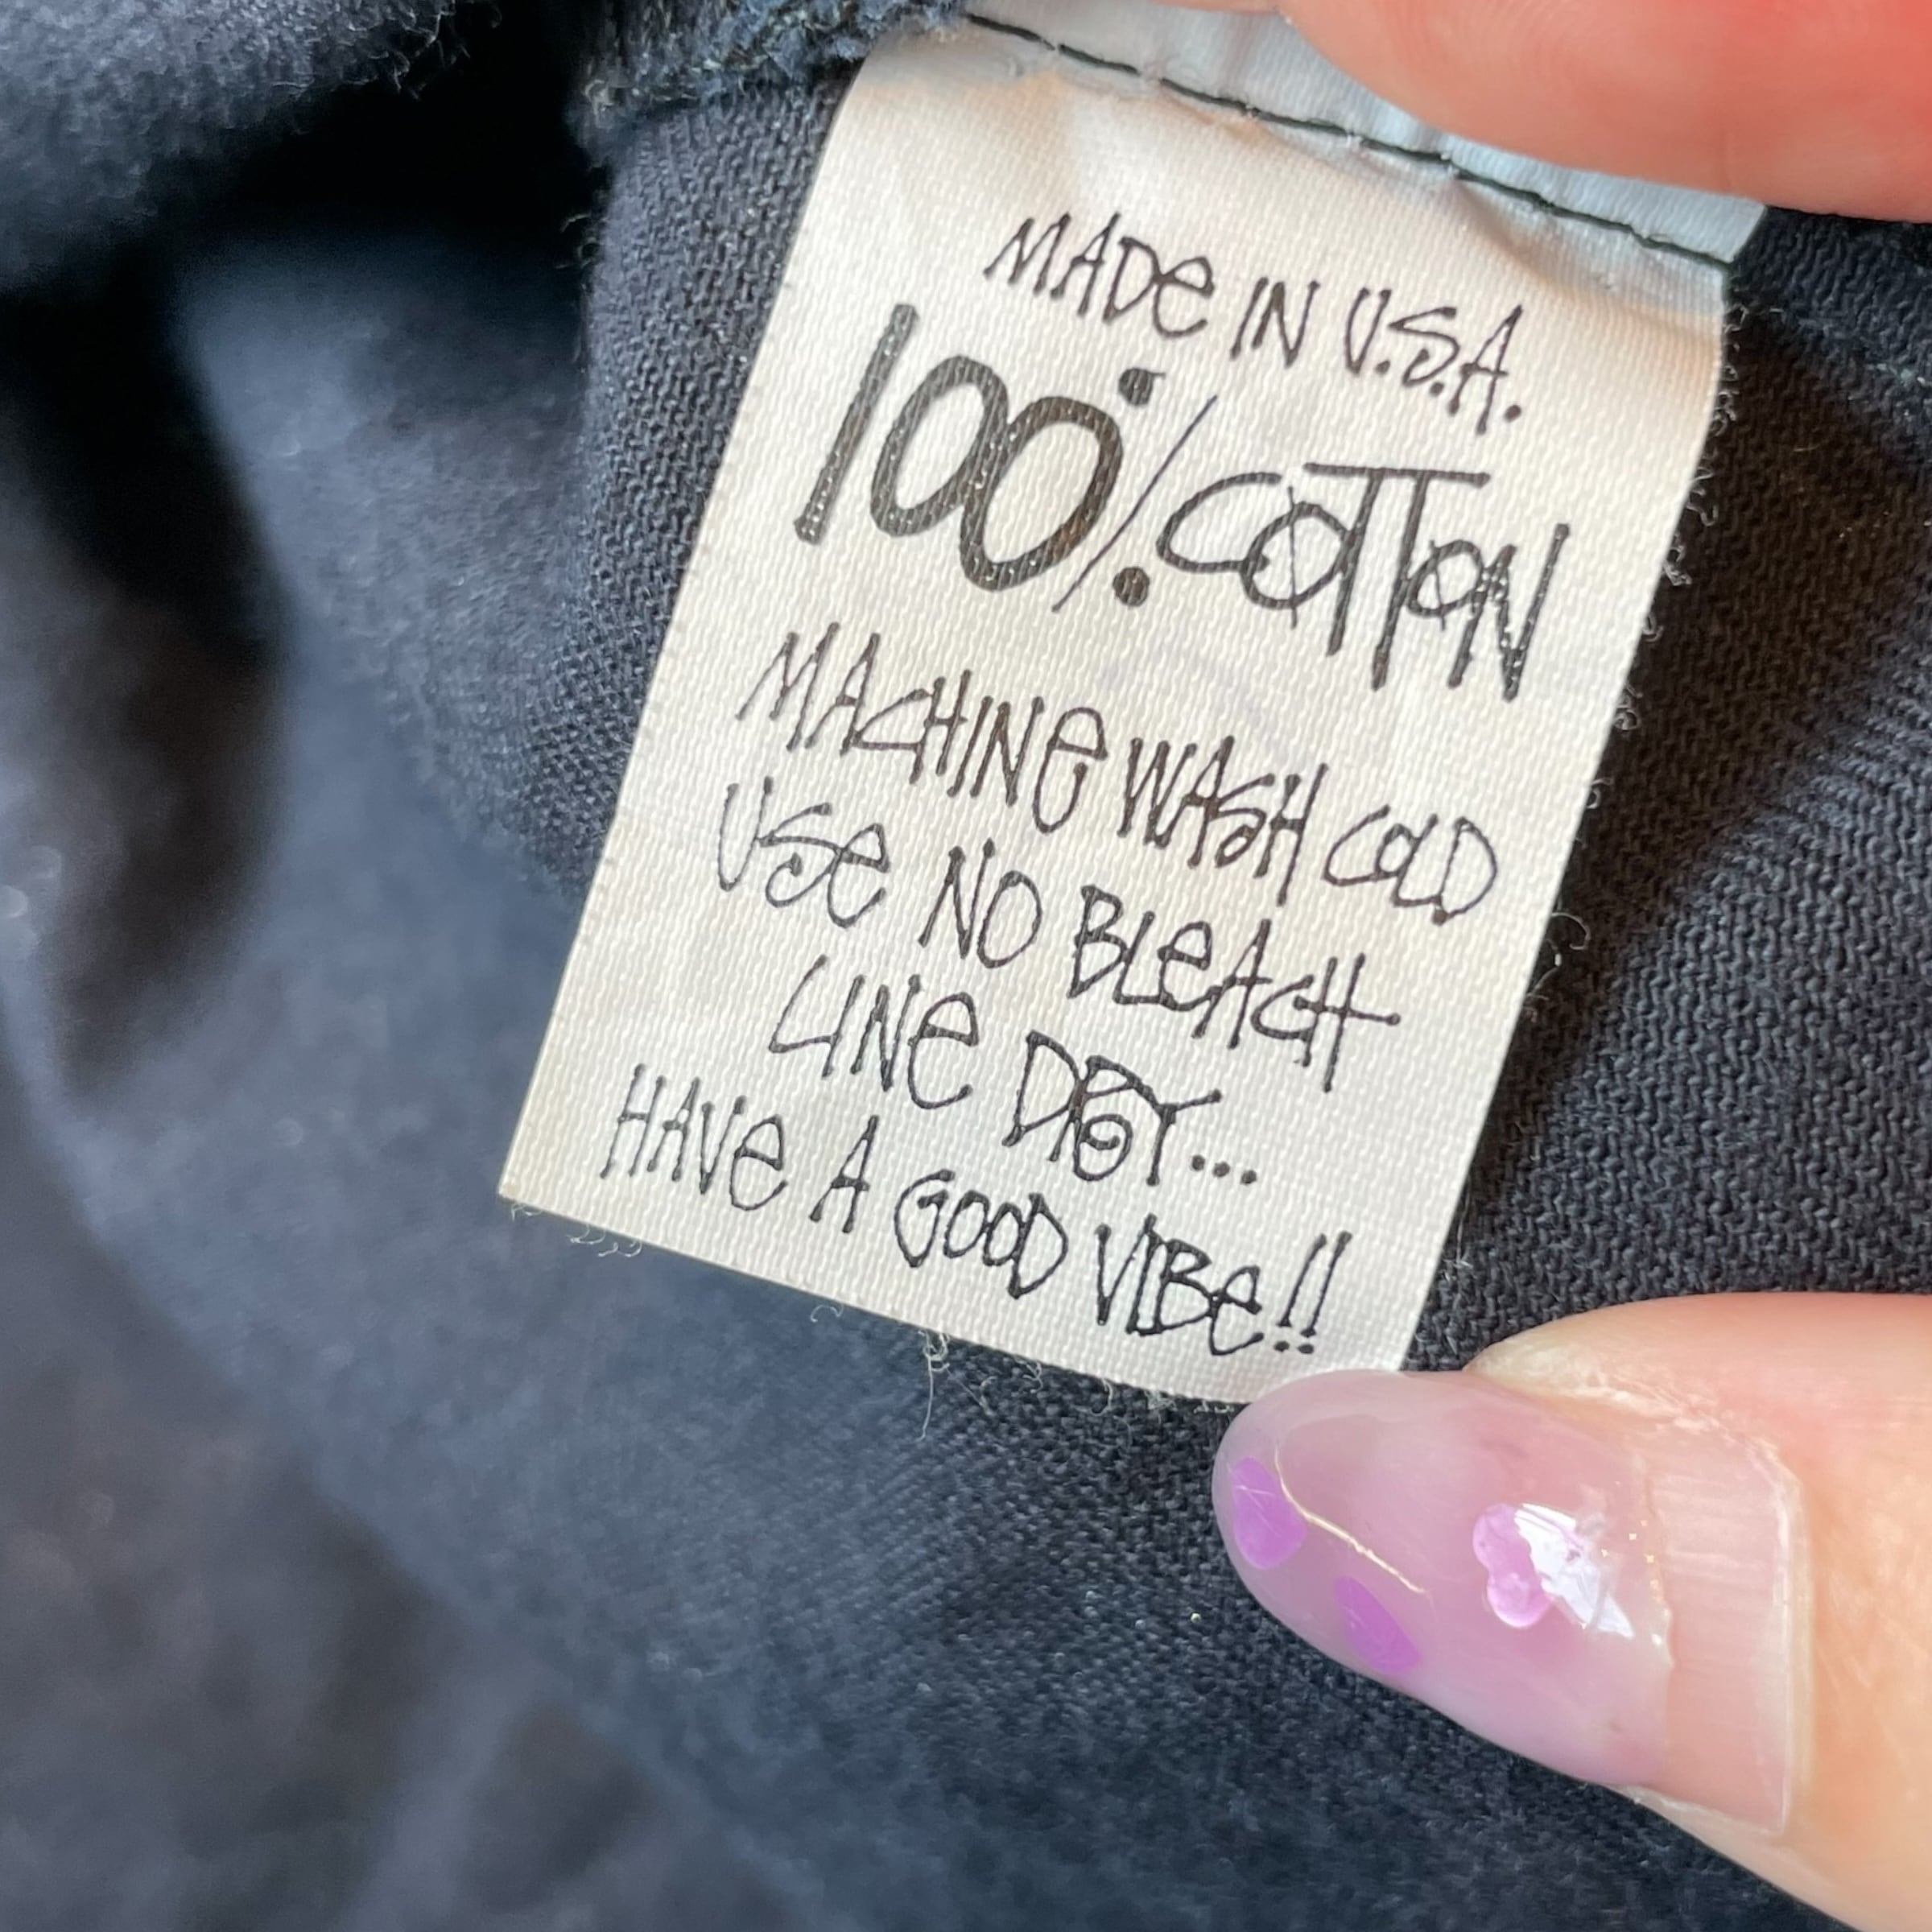 MADe IN U.S.A.
100% COTTON
MACHINe WASH COLD
USe NO BLeACH
LINe DRY...
HAVe A GOOD VIBe!!